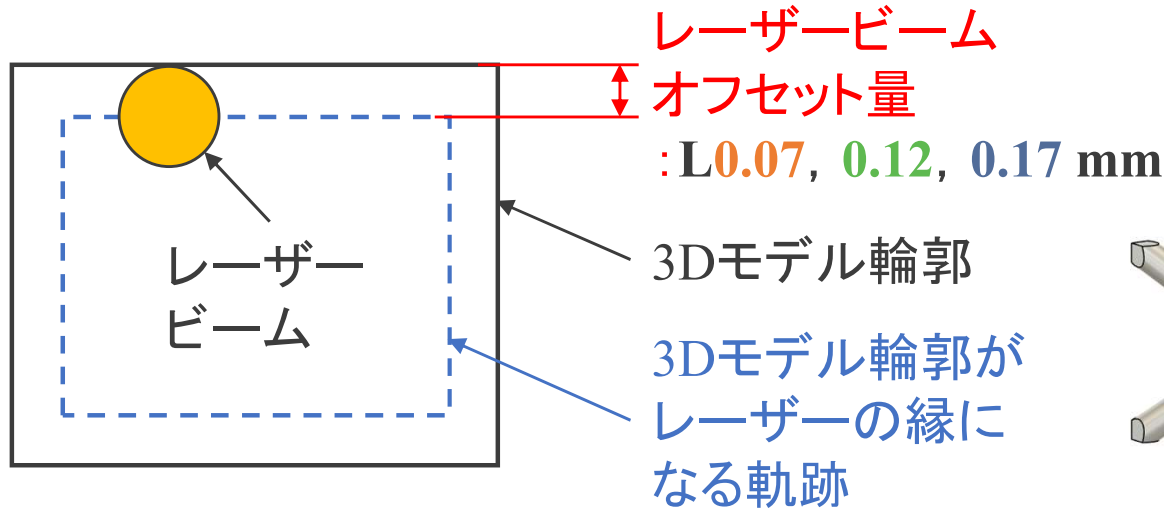 レーザービーム
オフセット量
:L0.07, 0.12, 0.17 mm
レーザー
ビーム
3Dモデル輪郭
3Dモデル輪郭が
レーザーの縁に
なる軌跡